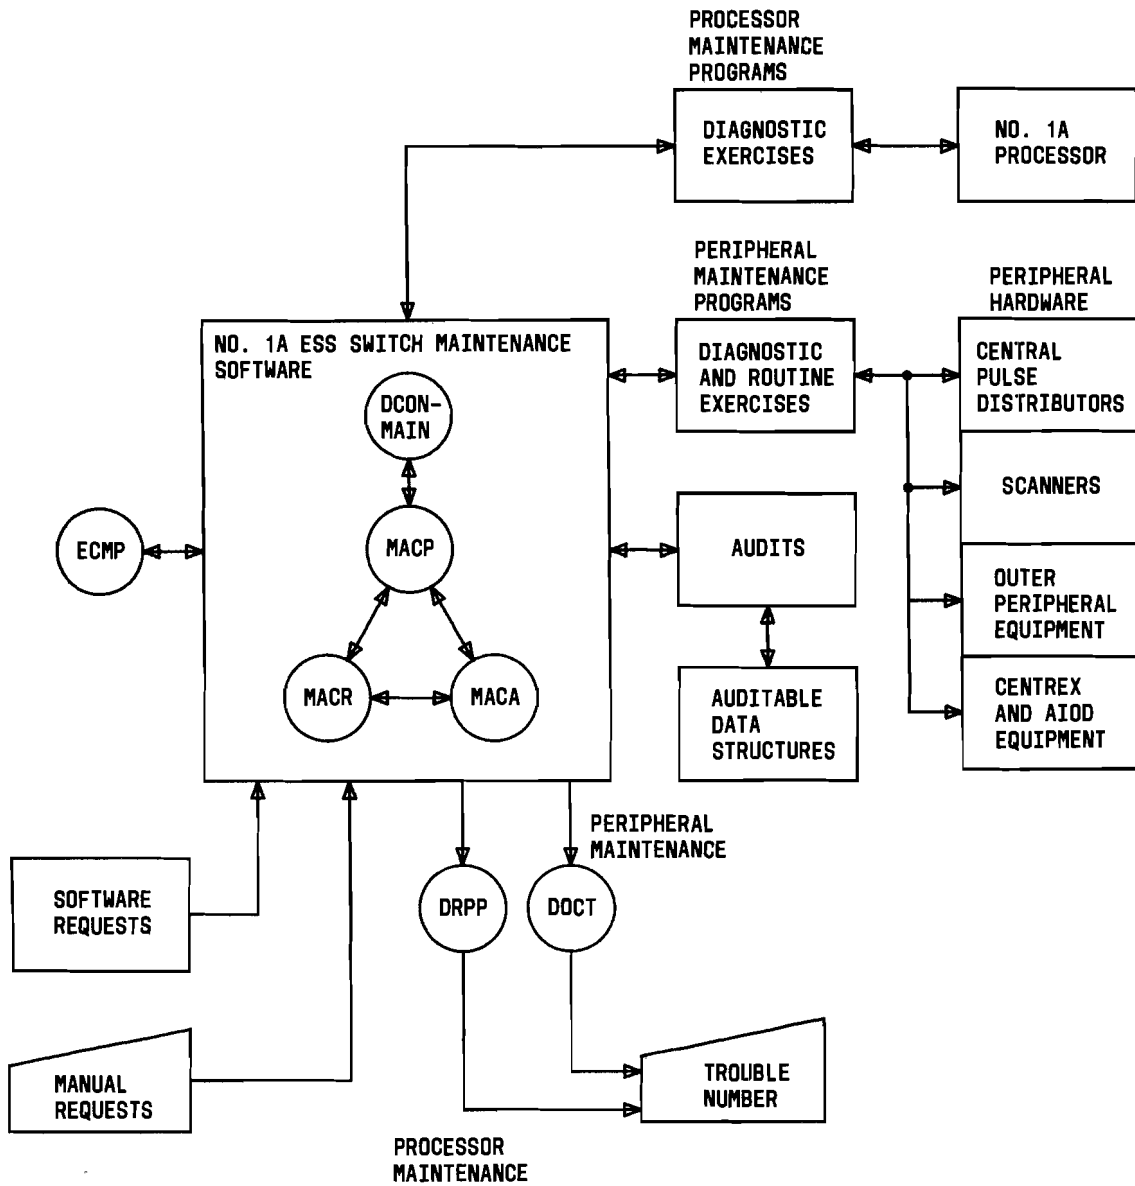 PROCESSOR
MAINTENANCE
PROGRAMS
DIAGNOSTIC
EXERCISES
NO. 1A
PROCESSOR
PERIPHERAL
MAINTENANCE
PROGRAMS
PERIPHERAL
HARDWARE
NO. 1A ESS SWITCH MAINTENANCE
SOFTWARE
DIAGNOSTIC
AND ROUTINE
EXERCISES
CENTRAL
PULSE
DISTRIBUTORS
DCON-
MAIN
SCANNERS
ECMP
MACP
AUDITS
OUTER
PERIPHERAL
EQUIPMENT
MACR
MACA
AUDITABLE
DATA
STRUCTURES
CENTREX
AND AIOD
EQUIPMENT
PERIPHERAL
MAINTENANCE
SOFTWARE
REQUESTS
DRPP
DOCT
MANUAL
REQUESTS
TROUBLE
NUMBER
PROCESSOR
MAINTENANCE